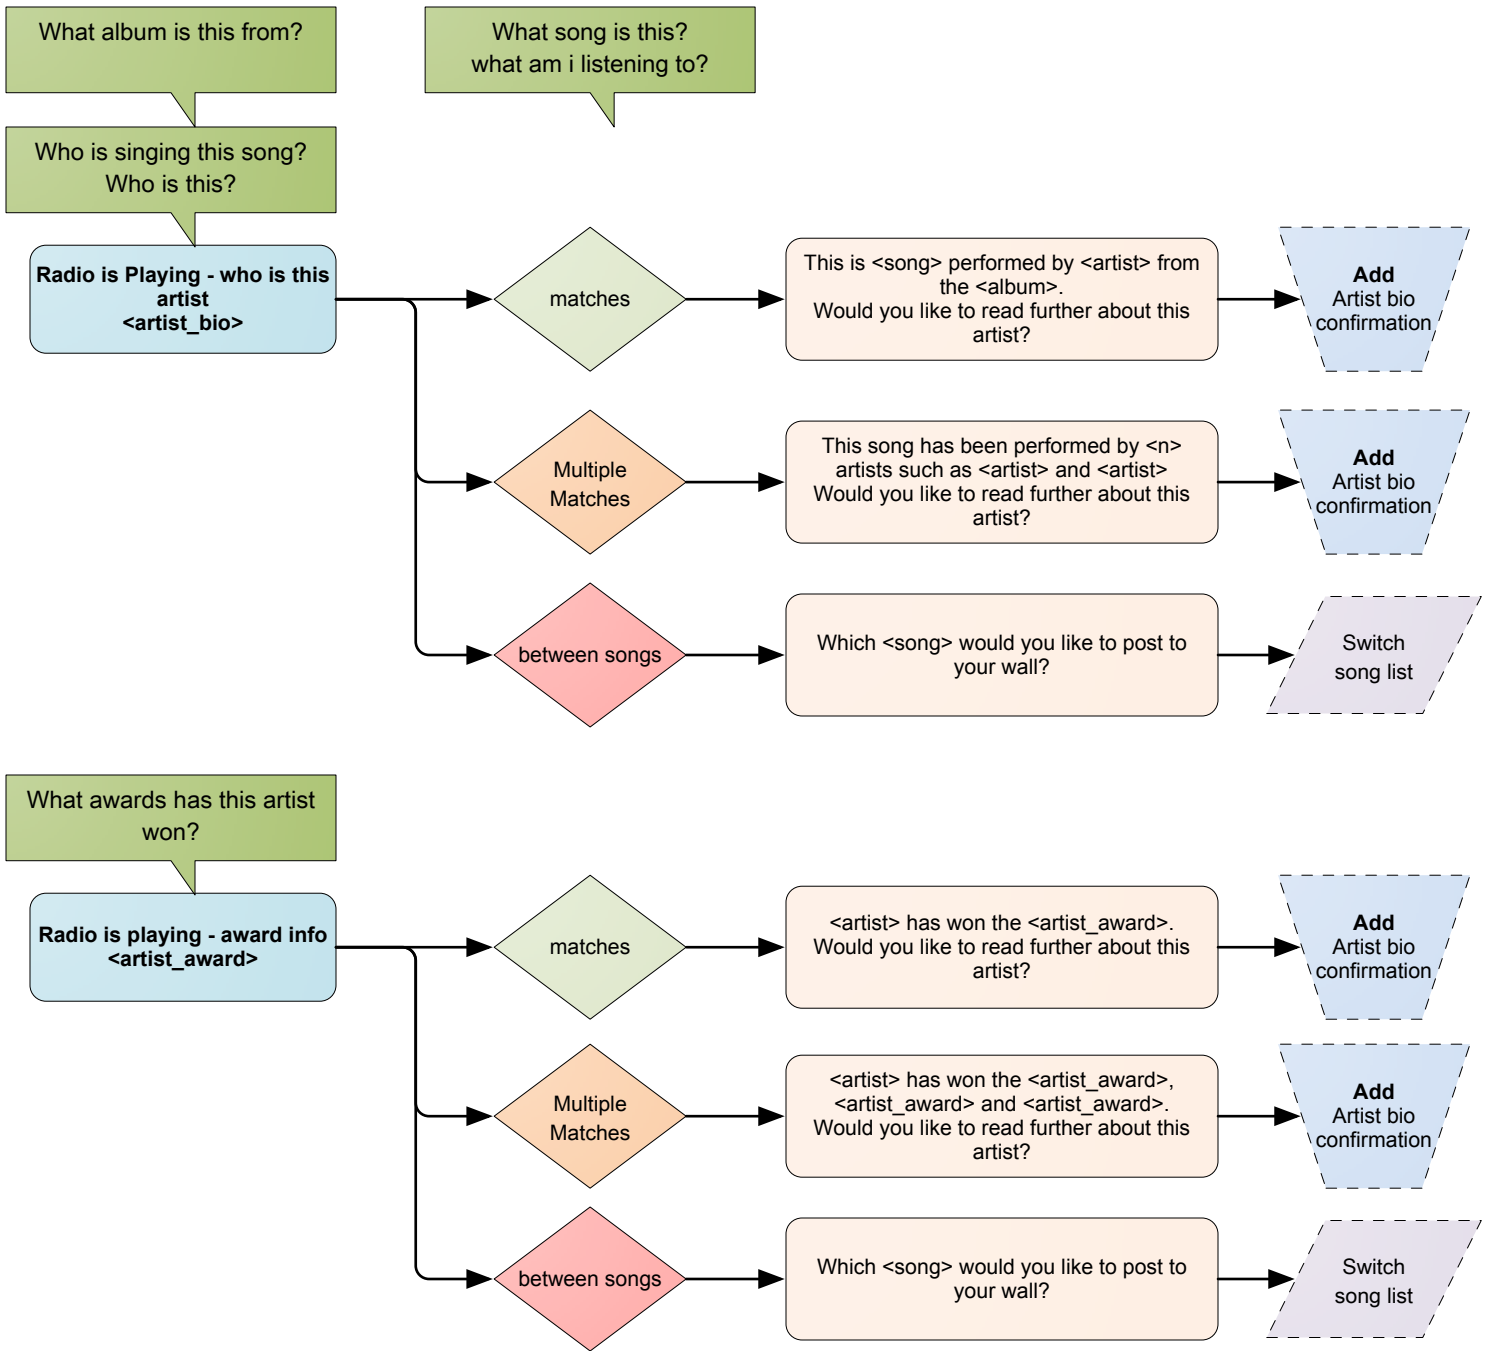 What album is this from?
What song is this?
what am i listening to?
Who is singing this song?
Who is this?
Radio is Playing - who is this
artist
<artist_bio>
matches
This is <song> performed by <artist> from
the <album>.
Would you like to read further about this
artist?
Add
Artist bio
confirmation
Multiple
Matches
This song has been performed by <n>
artists such as <artist> and <artist>
Would you like to read further about this
artist?
Add
Artist bio
confirmation
between songs
Which <song> would you like to post to
your wall?
Switch
song list
What awards has this artist
won?
Radio is playing - award info
<artist_award>
matches
<artist> has won the <artist_award>.
Would you like to read further about this
artist?
Add
Artist bio
confirmation
Multiple
Matches
<artist> has won the <artist_award>,
<artist_award> and <artist_award>.
Would you like to read further about this
artist?
Add
Artist bio
confirmation
between songs
Which <song> would you like to post to
your wall?
Switch
song list